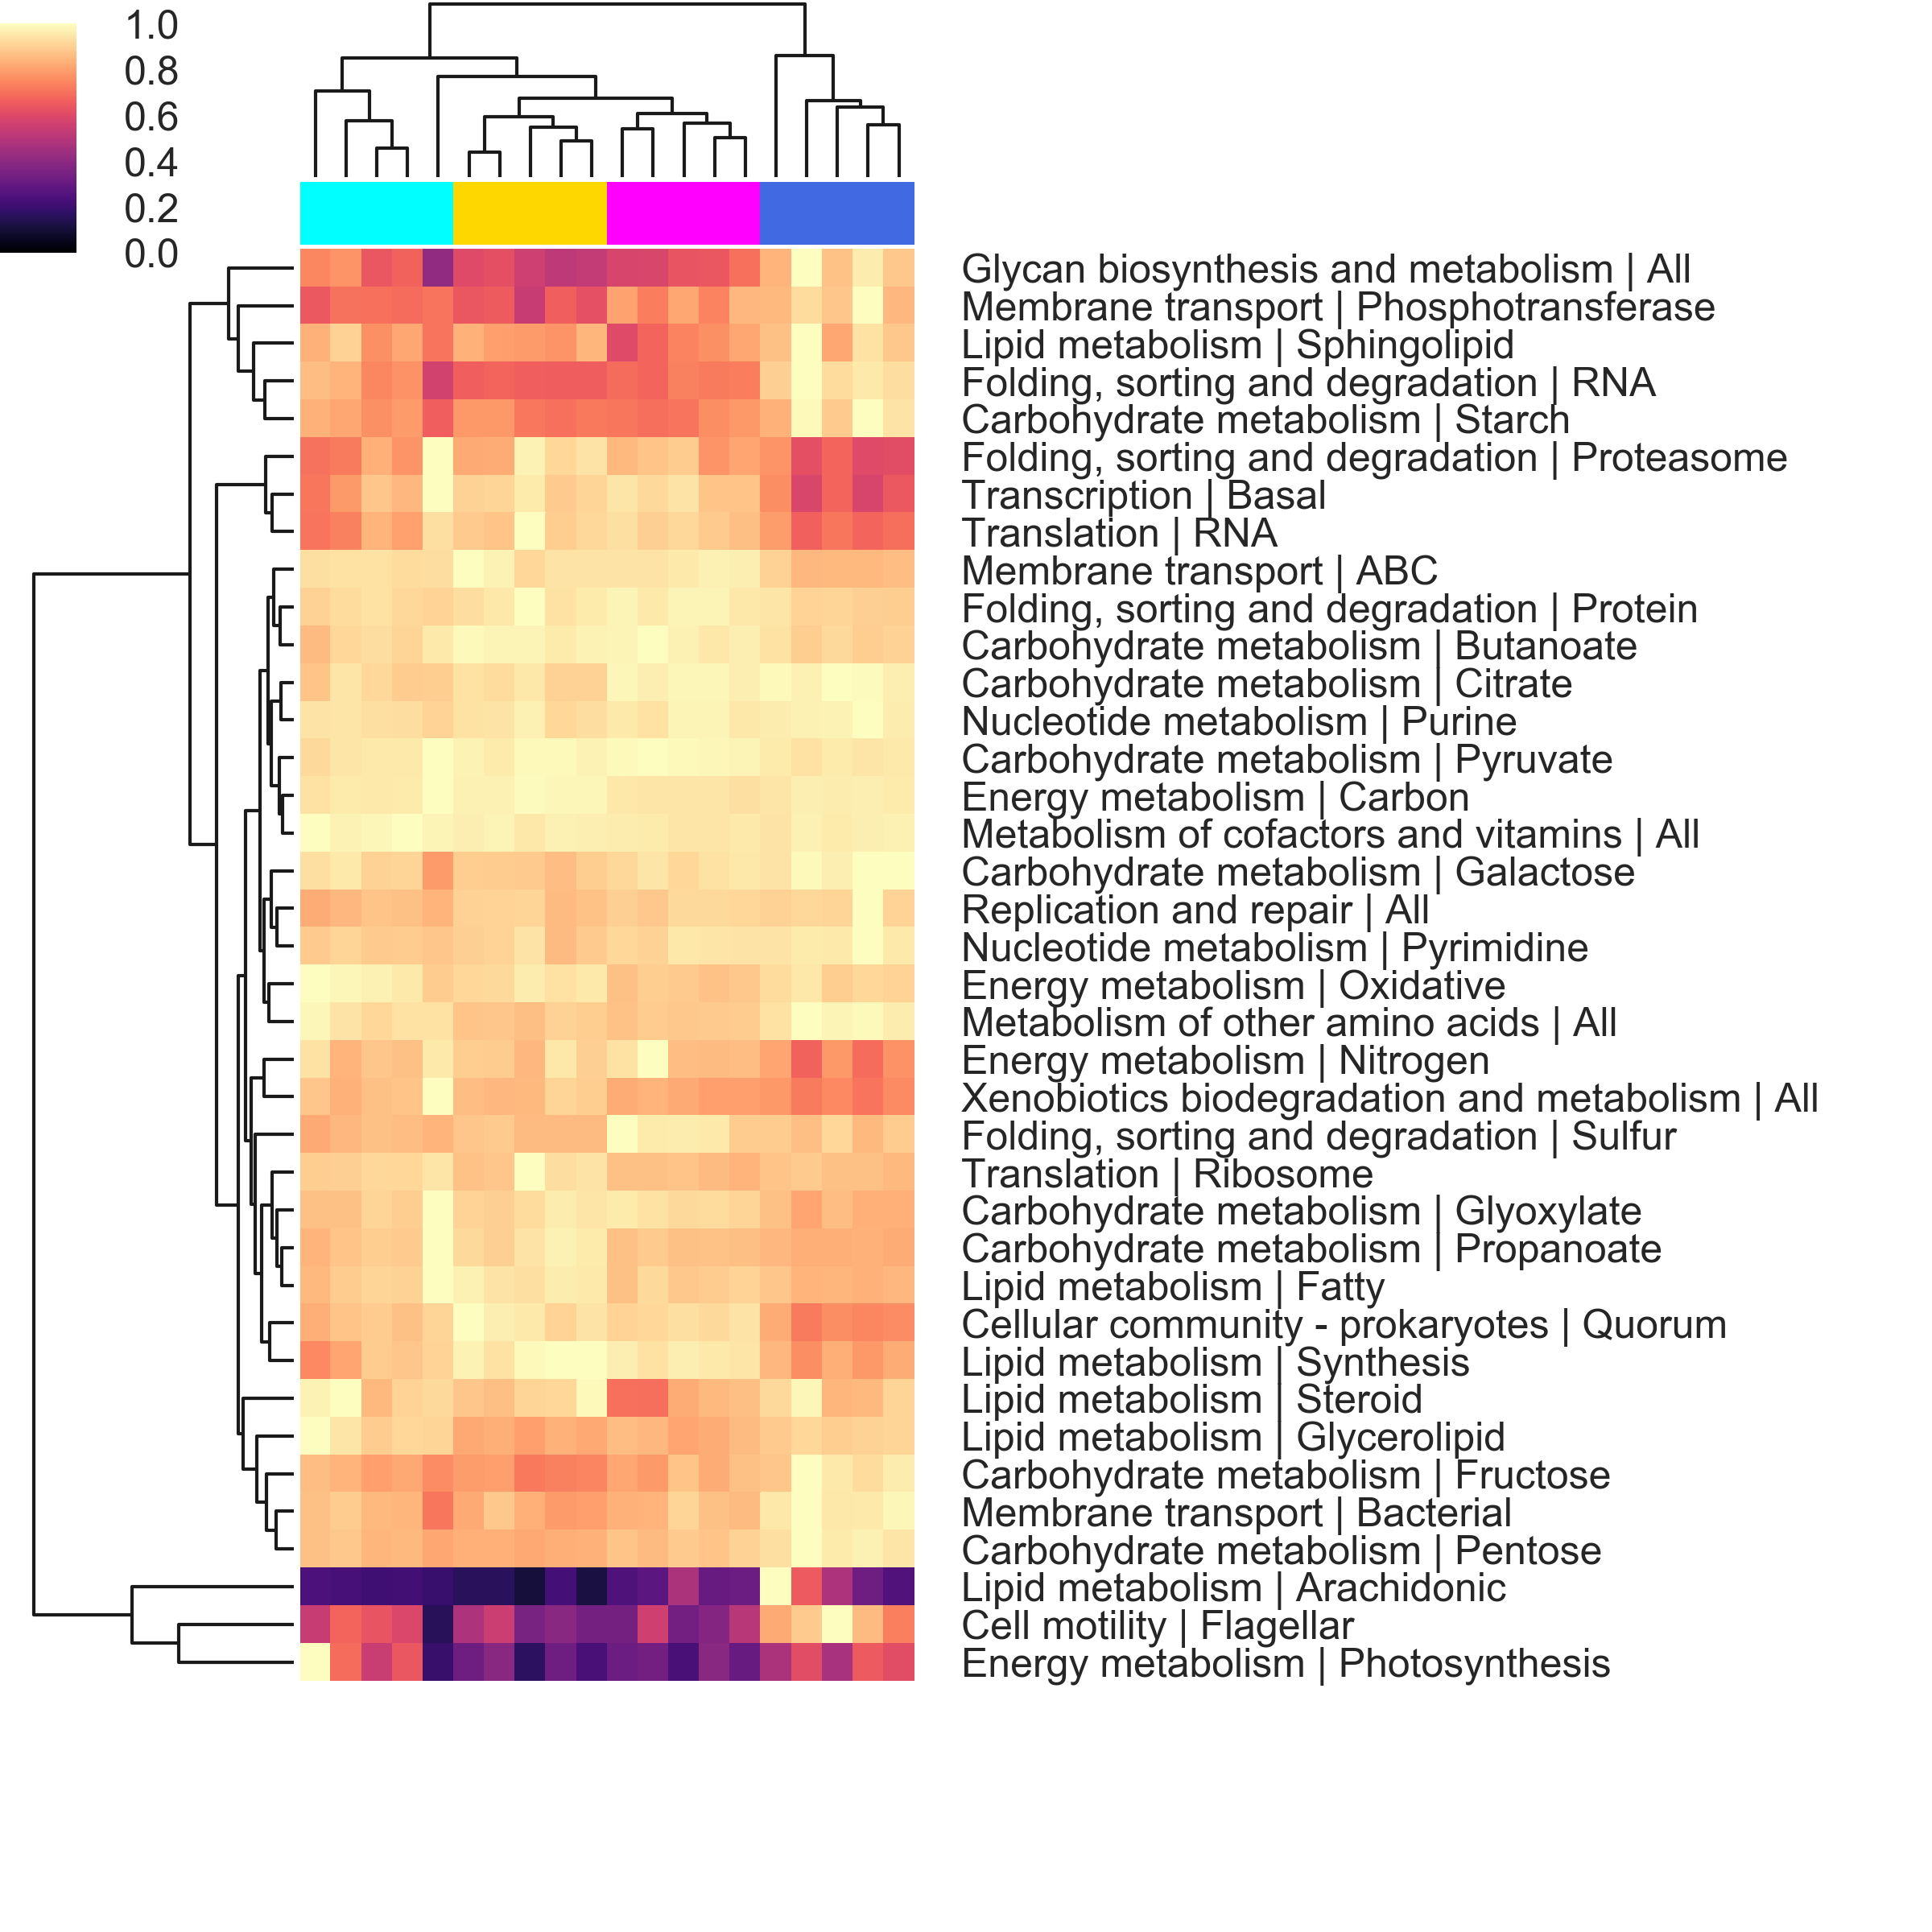 1.0
0.8
0.6
0.4
0.2
0.0
Glycan biosynthesis and metabolism | All
Membrane transport | Phosphotransferase
Lipid metabolism | Sphingolipid
Folding, sorting and degradation | RNA
Carbohydrate metabolism | Starch
Folding, sorting and degradation | Proteasome
Transcription | Basal
Translation | RNA
Membrane transport | ABC
Folding, sorting and degradation | Protein
Carbohydrate metabolism | Butanoate
Carbohydrate metabolism | Citrate
Nucleotide metabolism | Purine
Carbohydrate metabolism | Pyruvate
Energy metabolism | Carbon
Metabolism of cofactors and vitamins | All
Carbohydrate metabolism | Galactose
Replication and repair | All
Nucleotide metabolism | Pyrimidine
Energy metabolism | Oxidative
Metabolism of other amino acids | All
Energy metabolism | Nitrogen
Xenobiotics biodegradation and metabolism | All
Folding, sorting and degradation | Sulfur
Translation | Ribosome
Carbohydrate metabolism | Glyoxylate
Carbohydrate metabolism | Propanoate
Lipid metabolism | Fatty
Cellular community - prokaryotes | Quorum
Lipid metabolism | Synthesis
Lipid metabolism | Steroid
Lipid metabolism | Glycerolipid
Carbohydrate metabolism | Fructose
Membrane transport | Bacterial
Carbohydrate metabolism | Pentose
Lipid metabolism | Arachidonic
Cell motility | Flagellar
Energy metabolism | Photosynthesis